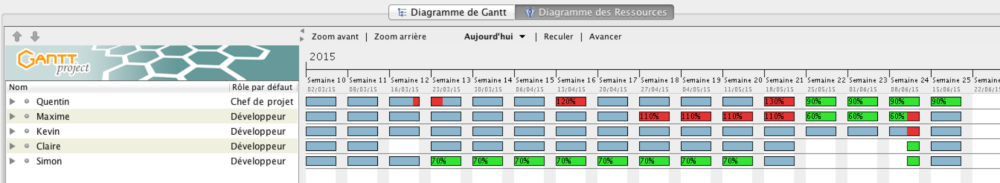 Diagramme de Gantt Diagramme des Ressources
Zoom avant | Zoom arrière Aujourd'hui | Reculer | Avancer
GANTT
project
2015
Semaine 10 Semaine 11 Semaine 12 Semaine 13 Semaine 14 Semaine 15 Semaine 16 Semaine 17 Semaine 18 Semaine 19 Semaine 20 Semaine 21 Semaine 22 Semaine 23 Semaine 24 Semaine 25 Semaine
02/03/15 09/03/15 16/03/15 23/03/15 30/03/15 06/04/15 13/04/15 20/04/15 27/04/15 04/05/15 11/05/15 18/05/15 25/05/15 01/06/15 08/06/15 15/06/15 22/06/15
Nom Rôle par défaut
Quentin Chef de projet 120% 130% 90% 90% 90% 90%
Maxime Développeur 110% 110% 110% 110% 60% 60% 60%
Kevin Développeur
Claire Développeur
Simon Développeur 70% 70% 70% 70% 70% 70% 70% 70%